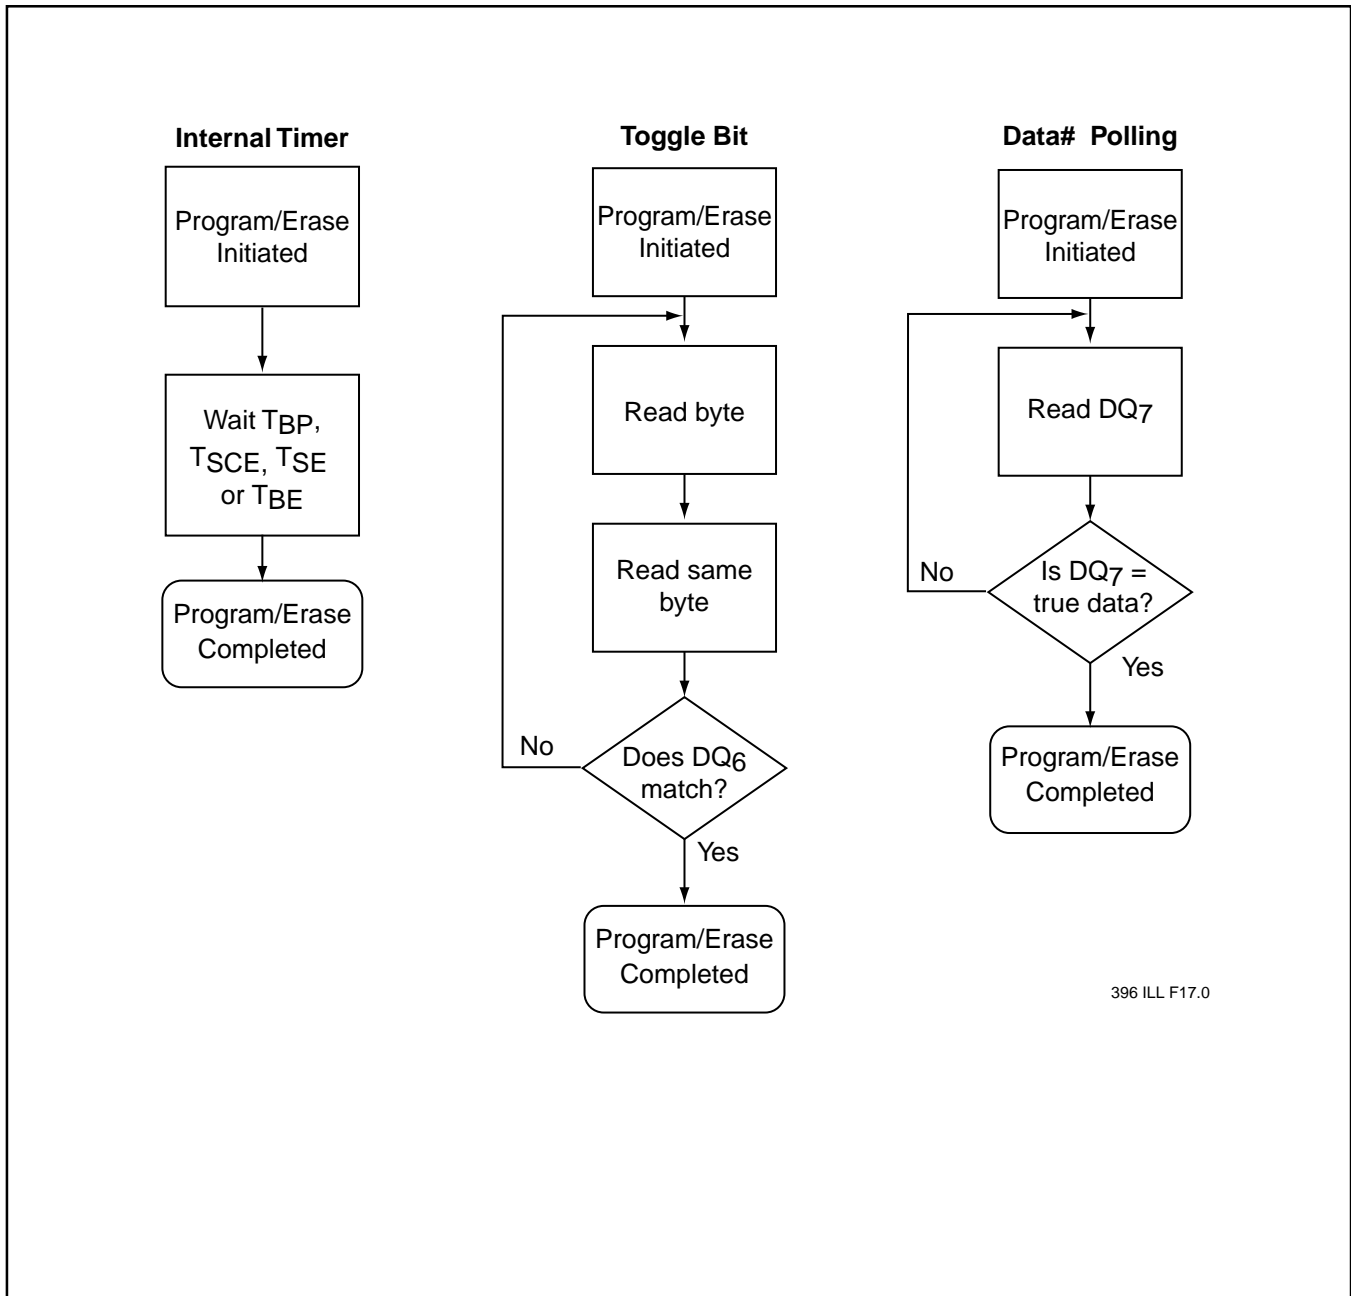 Internal Timer
Program/Erase
Initiated
Wait TBP,
TSCE, TSE
or TBE
Program/Erase
Completed
Toggle Bit
Program/Erase
Initiated
Read byte
Read same
byte
No
Does DQ6
match?
Yes
Program/Erase
Completed
Data# Polling
Program/Erase
Initiated
Read DQ7
No
Is DQ7 =
true data?
Yes
Program/Erase
Completed
396 ILL F17.0